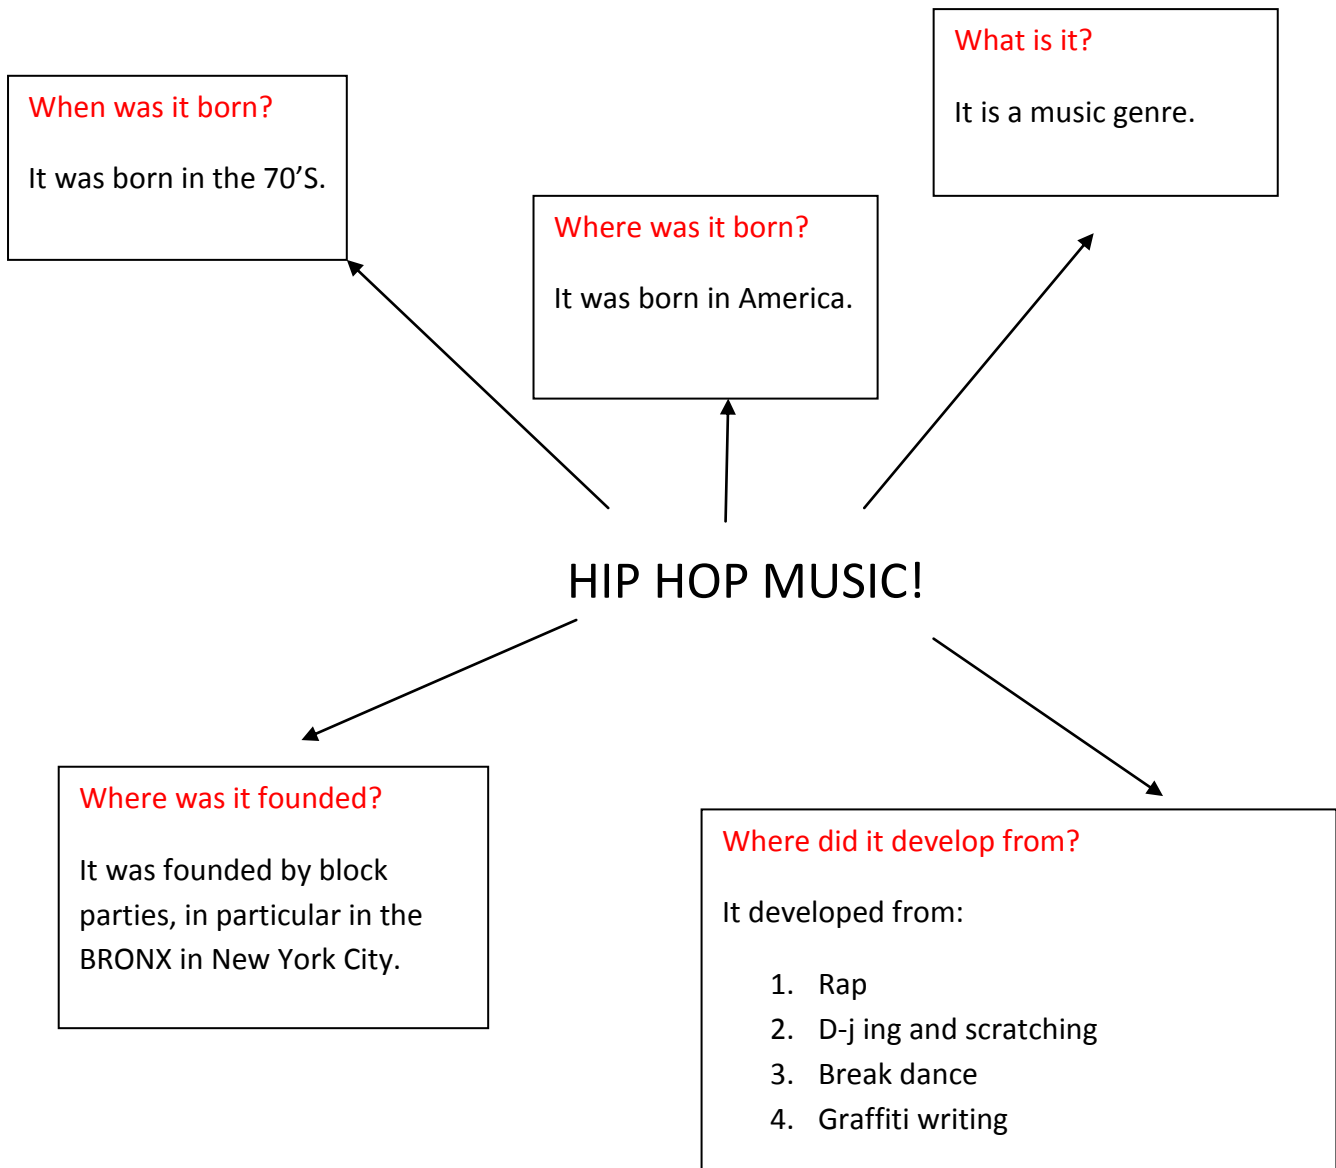 What is it?
It is a music genre.
When was it born?
It was born in the 70’S.
Where was it born?
It was born in America.
HIP HOP MUSIC!
Where was it founded?
It was founded by block
parties, in particular in the
BRONX in New York City.
Where did it develop from?
It developed from:
1. Rap
2. D-j ing and scratching
3. Break dance
4. Graffiti writing